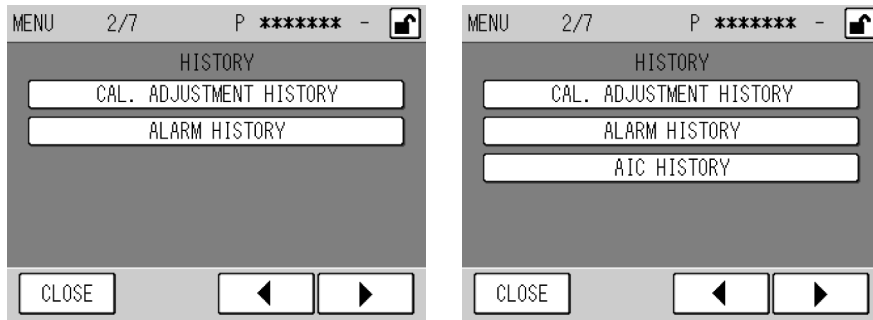 MENU 2/7 P ******* -
HISTORY
CAL. ADJUSTMENT HISTORY
ALARM HISTORY
CLOSE
MENU 2/7 P ******* -
HISTORY
CAL. ADJUSTMENT HISTORY
ALARM HISTORY
AIC HISTORY
CLOSE